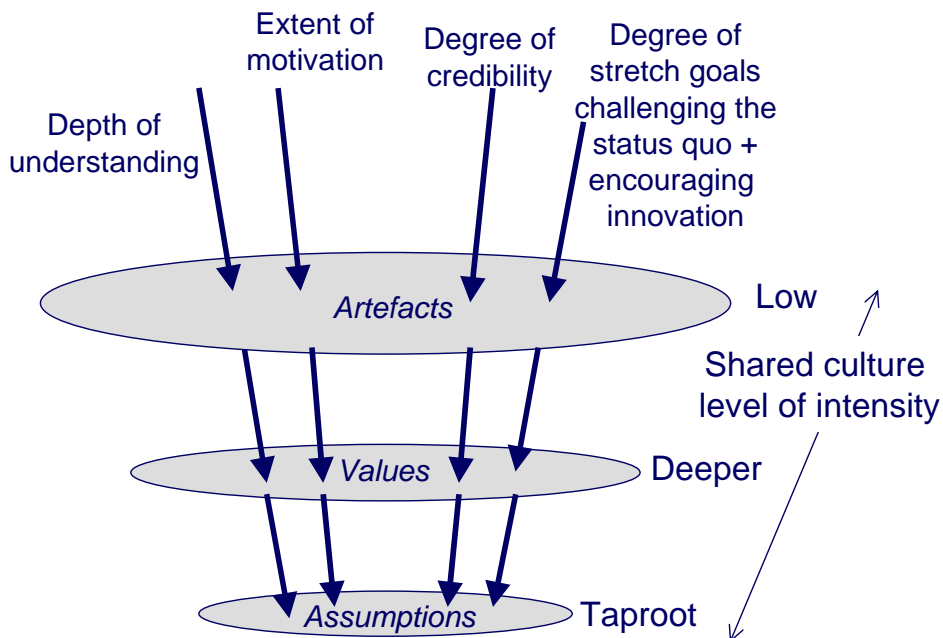 Extent of
motivation
Degree of
credibility
Degree of
stretch goals
challenging the
status quo +
encouraging
innovation
Depth of
understanding
Artefacts
Low
Shared culture
level of intensity
Values
Deeper
Assumptions
Taproot